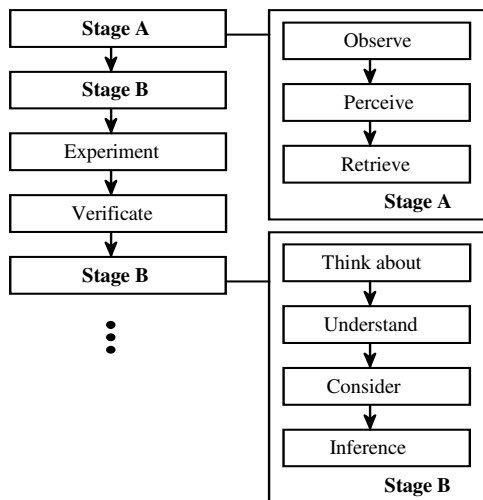 Stage A
Stage B
Experiment
Verificate
Stage B
Observe
Perceive
Retrieve
Stage A
Think about
Understand
Consider
Inference
Stage B